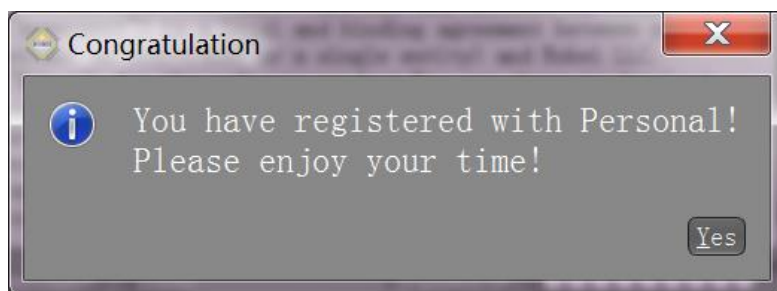 Congratulation
You have registered with Personal!
Please enjoy your time!
Yes